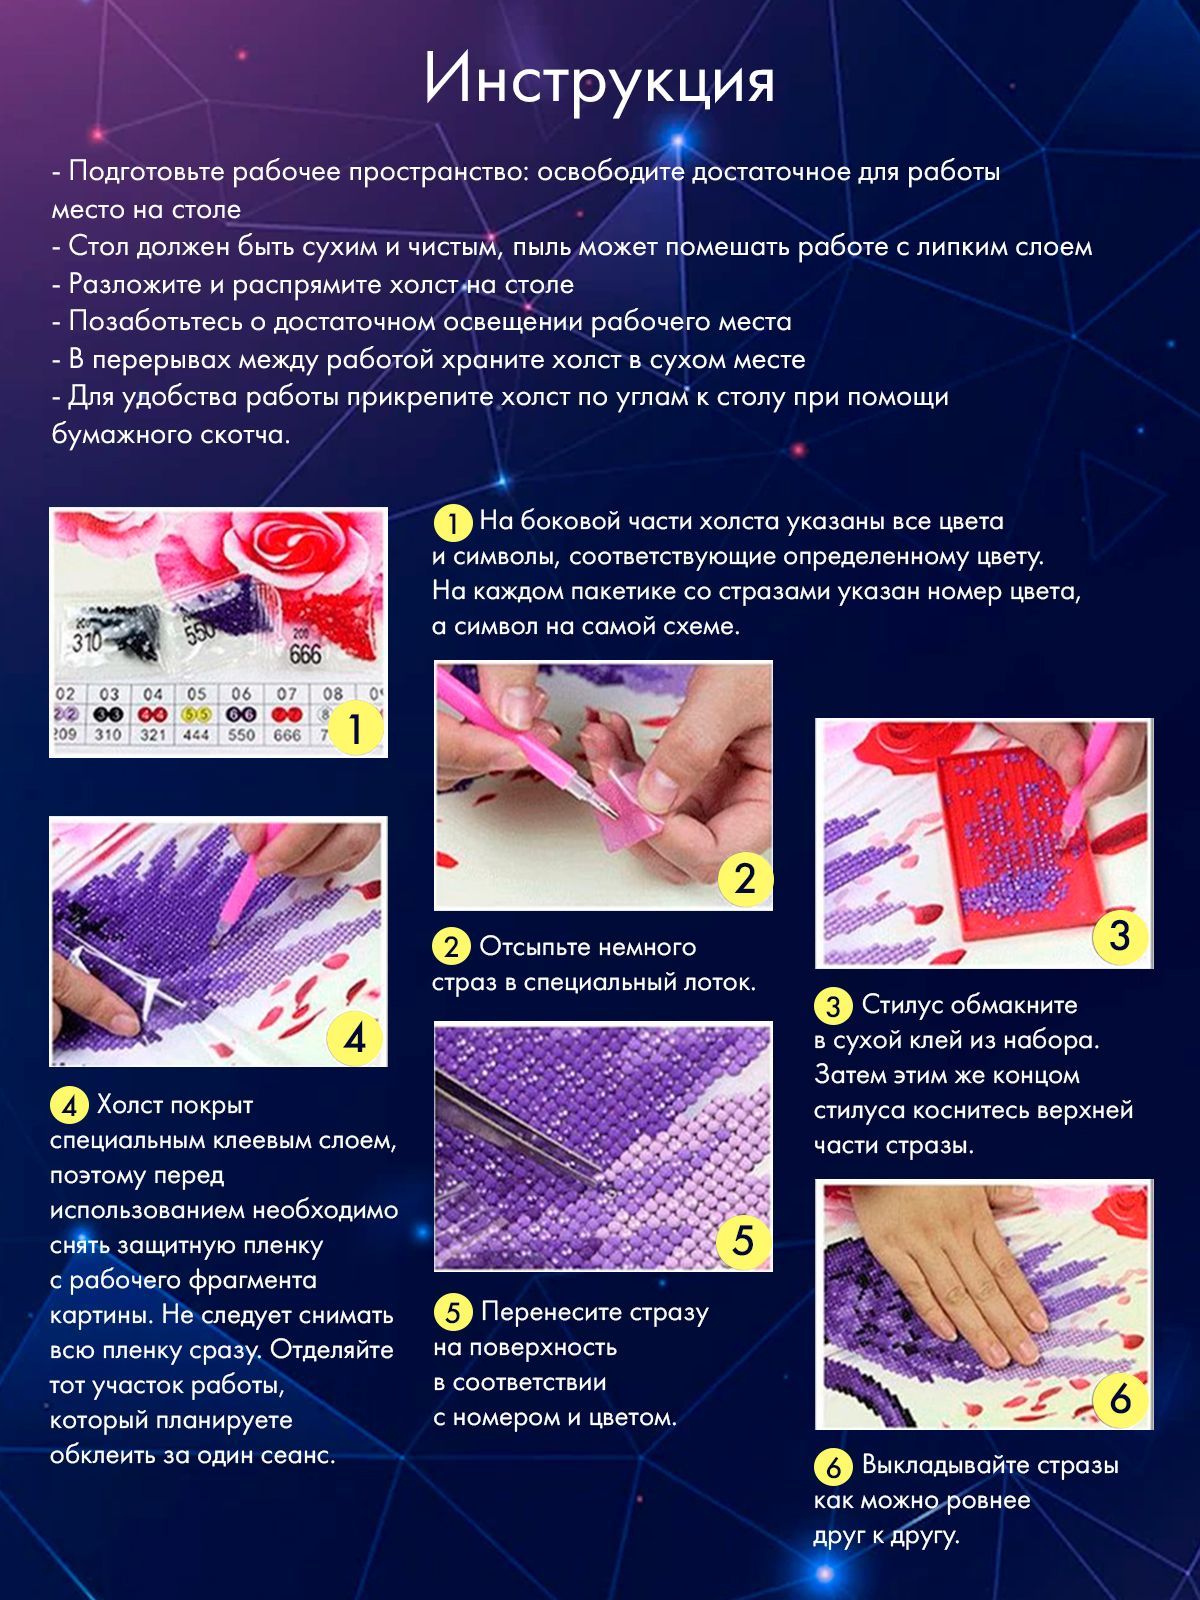 Инструкция
- Подготовьте рабочее пространство: освободите достаточное для работы
место на столе
- Стол должен быть сухим и чистым, пыль может помешать работе с липким слоем
- Разложите и распрямите холст на столе
- Позаботьтесь о достаточном освещении рабочего места
- В перерывах между работой храните холст в сухом месте
- Для удобства работы прикрепите холст по углам к столу при помощи
бумажного скотча.
200
310
550
200
666
02 03 04 05 06 07 08
209 310 321 444 550 666 7
1
1 На боковой части холста указаны все цвета
и символы, соответствующие определенному цвету.
На каждом пакетике со стразами указан номер цвета,
а символ на самой схеме.
2
2 Отсыпьте немного
страз в специальный лоток.
3
3 Стилус обмакните
в сухой клей из набора.
Затем этим же концом
стилуса коснитесь верхней
части стразы.
4
4 Холст покрыт
специальным клеевым слоем,
поэтому перед
использованием необходимо
снять защитную пленку
с рабочего фрагмента
картины. Не следует снимать
всю пленку сразу. Отделяйте
тот участок работы,
который планируете
обклеить за один сеанс.
5
5 Перенесите стразу
на поверхность
в соответствии
с номером и цветом.
6
6 Выкладывайте стразы
как можно ровнее
друг к другу.